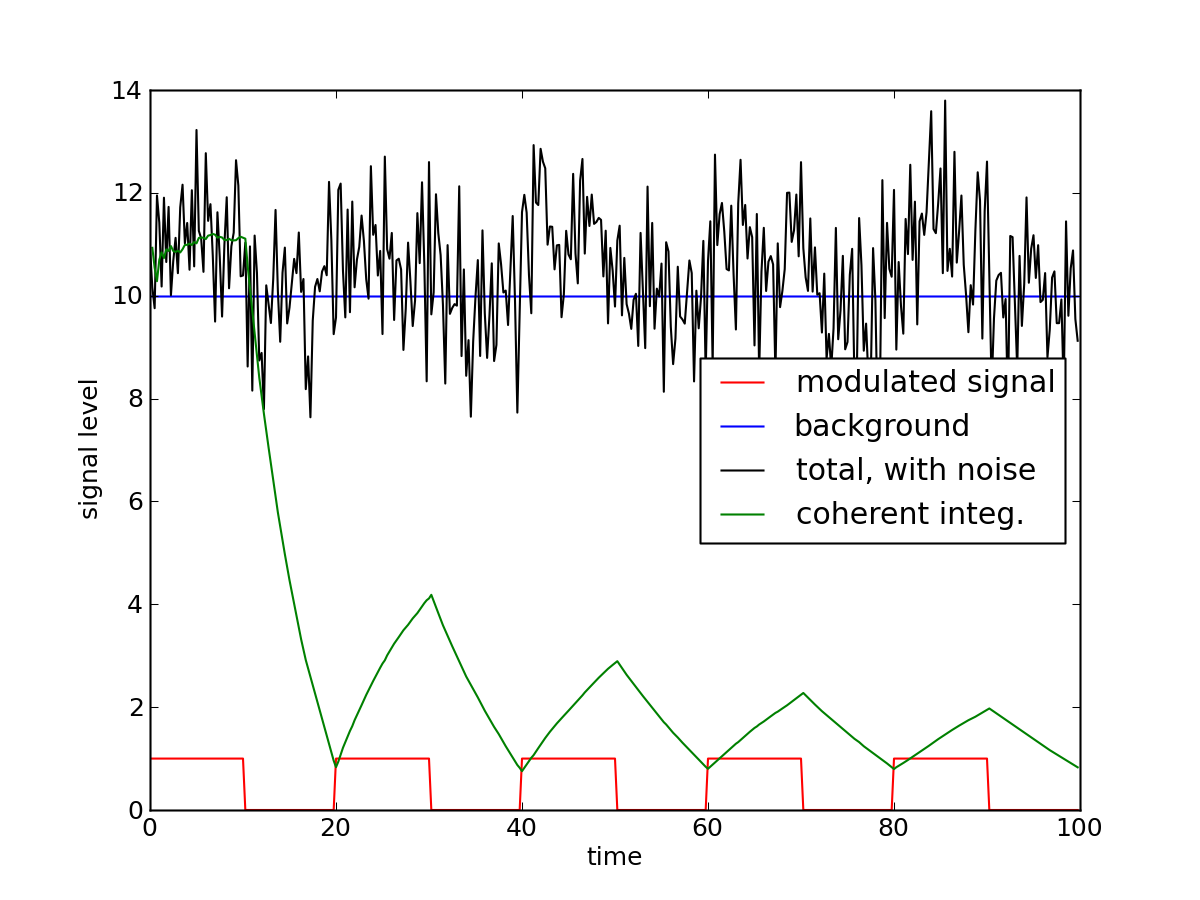 14
12
10
8
6
4
2
0
signal level
modulated signal
background
total, with noise
coherent integ.
0 20 40 60 80 100
time